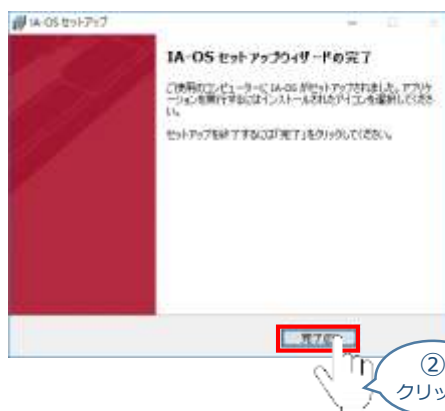 IA-OS セットアップ
IA-OS セットアップウィザードの完了
ご使用のコンピューターに IA-OS がセットアップされました。アプリケ
ーションを実行するにはインストールされたアイコンを選択してくださ
い。
セットアップを終了するには「完了」をクリックしてください。
完了
②
クリッ